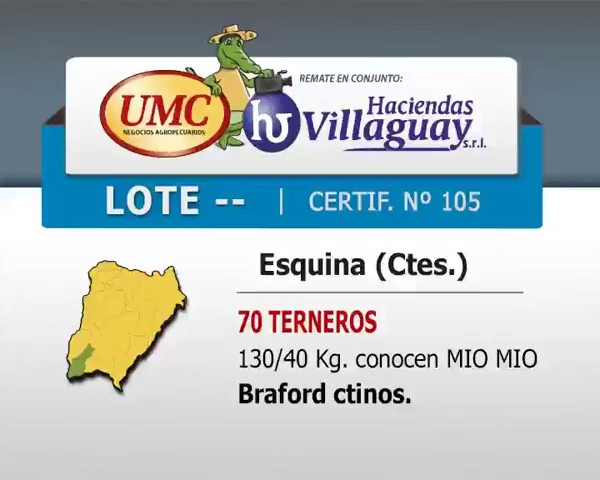 REMATE EN CONJUNTO:
UMC
NEGOCIOS AGROPECUARIOS
hv Haciendas
Villaguay
s.r.l.
LOTE -- | CERTIF. Nº 105
Esquina (Ctes.)
70 TERNEROS
130/40 Kg. conocen MIO MIO
Braford ctinos.